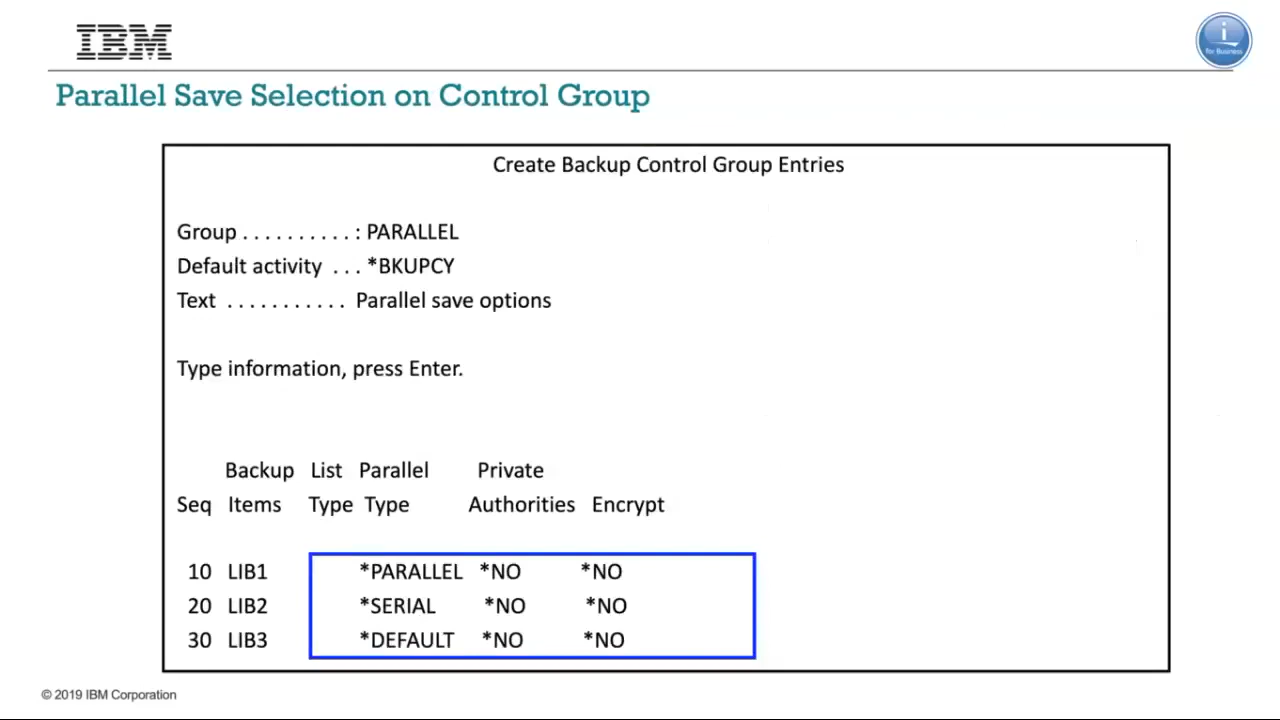 IBM
i
for Business
Parallel Save Selection on Control Group
Create Backup Control Group Entries
Group . . . . . . . . . . : PARALLEL
Default activity . . . *BKUPCY
Text . . . . . . . . . . . Parallel save options
Type information, press Enter.
Backup List Parallel Private
Seq Items Type Type Authorities Encrypt
10 LIB1 *PARALLEL *NO *NO
20 LIB2 *SERIAL *NO *NO
30 LIB3 *DEFAULT *NO *NO
© 2019 IBM Corporation